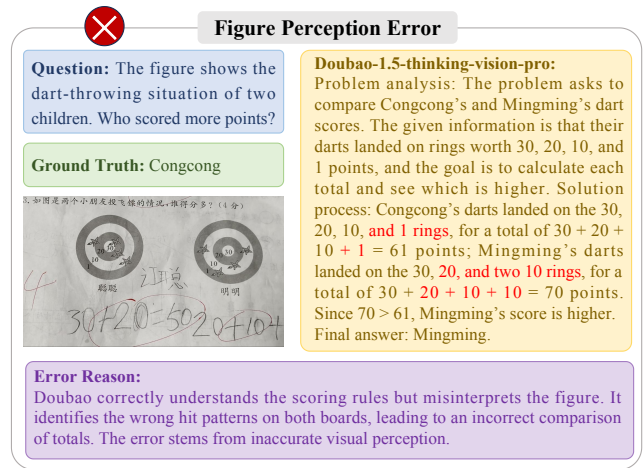 Figure Perception Error
Question: The figure shows the
dart-throwing situation of two
children. Who scored more points?
Ground Truth: Congcong
如图是两个小朋友投飞镖的情况,谁得分多?(4分)
30
20
10
1
20
30
10
1
聪聪
明明
4
30+20=50
20+10
Doubao-1.5-thinking-vision-pro:
Problem analysis: The problem asks to
compare Congcong's and Mingming's dart
scores. The given information is that their
darts landed on rings worth 30, 20, 10, and
1 points, and the goal is to calculate each
total and see which is higher. Solution
process: Congcong's darts landed on the 30,
20, 10, and 1 rings, for a total of 30 + 20 +
10 + 1 = 61 points; Mingming's darts
landed on the 30, 20, and two 10 rings, for a
total of 30 + 20 + 10 + 10 = 70 points.
Since 70 > 61, Mingming's score is higher.
Final answer: Mingming.
Error Reason:
Doubao correctly understands the scoring rules but misinterprets the figure. It
identifies the wrong hit patterns on both boards, leading to an incorrect comparison
of totals. The error stems from inaccurate visual perception.